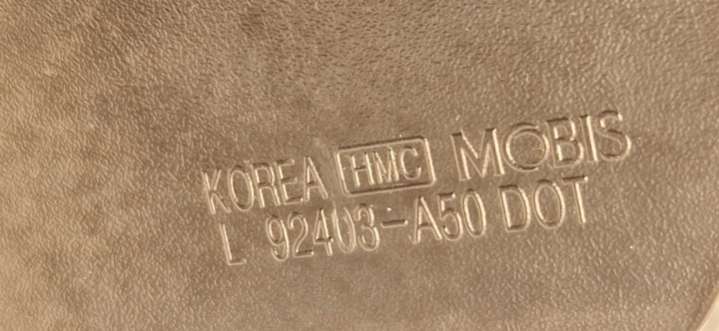 KOREA HMC MOBIS
L 92403-A50 DOT